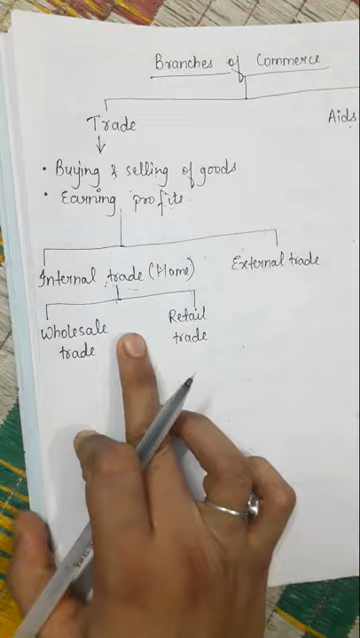 Branches of Commerce
Trade
Aids
• Buying & selling of goods
• Earning profits.
Internal trade (Home)
External trade
Wholesale
trade
Retail
trade